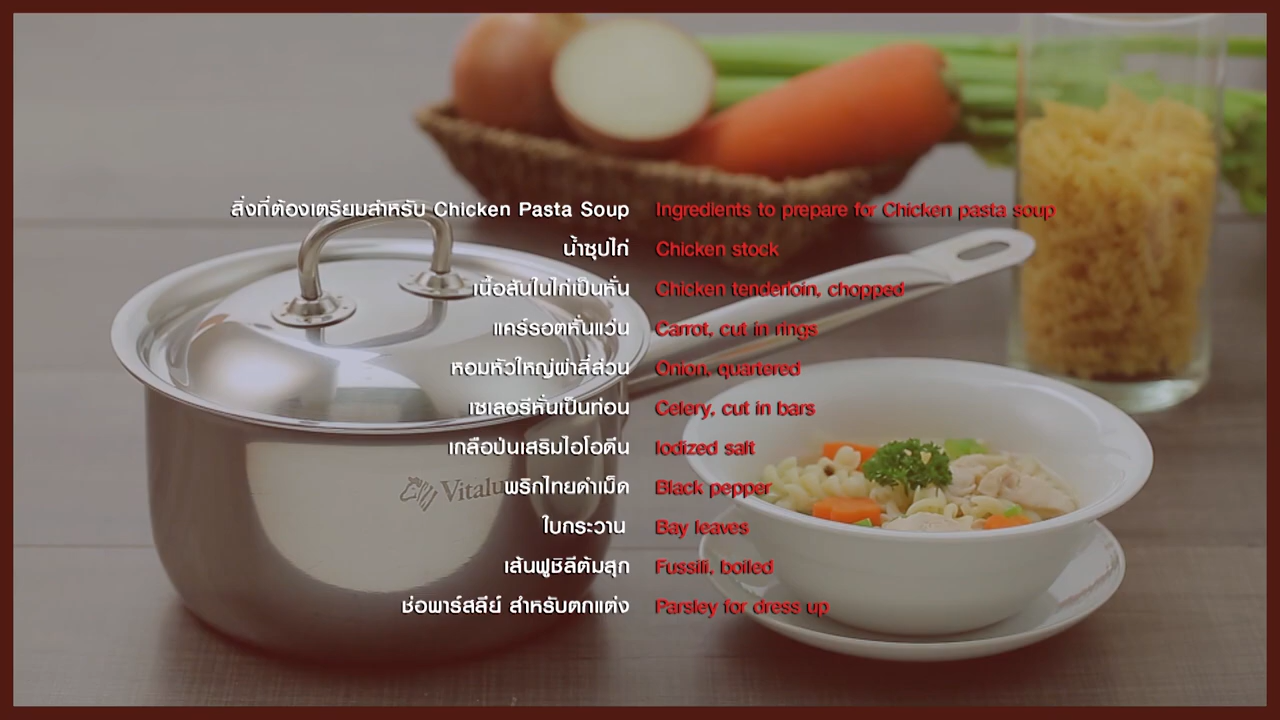 สิ่งที่ต้องเตรียมสำหรับ Chicken Pasta Soup Ingredients to prepare for Chicken pasta soup
น้ำซุปไก่ Chicken stock
เนื้อสันในไก่เป็นหั่น Chicken tenderloin, chopped
แคร์รอตหั่นแว่น Carrot, cut in rings
หอมหัวใหญ่ผ่าสี่ส่วน Onion, quartered
เซเลอรีหั่นเป็นท่อน Celery, cut in bars
เกลือป่นเสริมไอโอดีน Iodized salt
พริกไทยดำเม็ด Black pepper
ใบกระวาน Bay leaves
เส้นฟูซิลีต้มสุก Fussili, boiled
ช่อพาร์สลีย์ สำหรับตกแต่ง Parsley for dress up